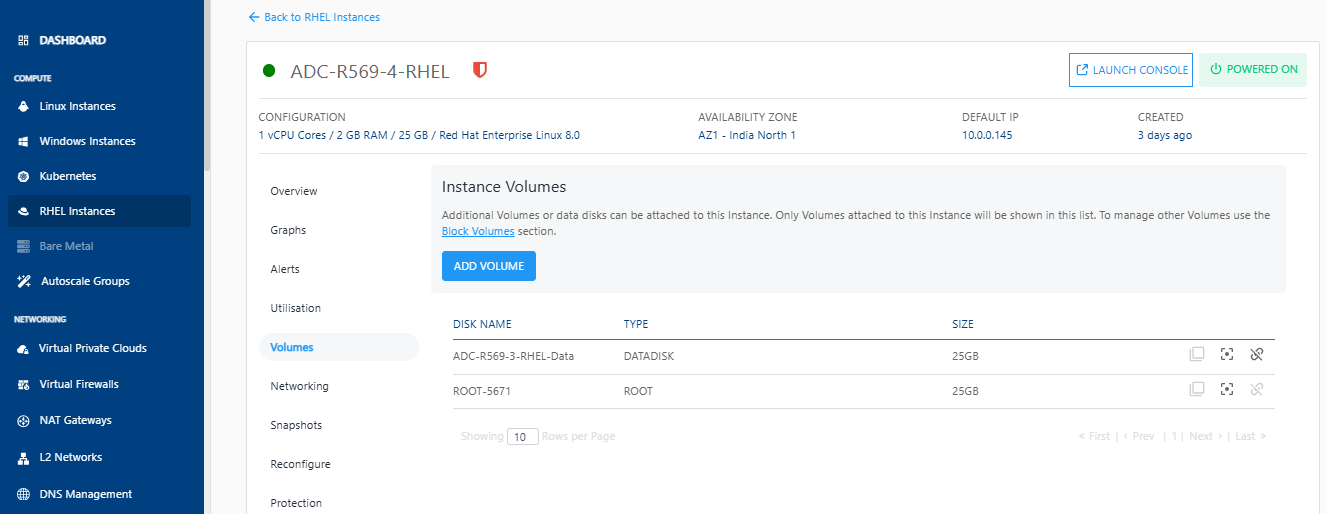 Back to RHEL Instances
DASHBOARD
COMPUTE
Linux Instances
Windows Instances
Kubernetes
RHEL Instances
Bare Metal
Autoscale Groups
NETWORKING
Virtual Private Clouds
Virtual Firewalls
NAT Gateways
L2 Networks
DNS Management
ADC-R569-4-RHEL
LAUNCH CONSOLE
POWERED ON
CONFIGURATION
1 vCPU Cores / 2 GB RAM / 25 GB / Red Hat Enterprise Linux 8.0
AVAILABILITY ZONE
AZ1 - India North 1
DEFAULT IP
10.0.0.145
CREATED
3 days ago
Overview
Graphs
Alerts
Utilisation
Volumes
Networking
Snapshots
Reconfigure
Protection
Instance Volumes
Additional Volumes or data disks can be attached to this Instance. Only Volumes attached to this Instance will be shown in this list. To manage other Volumes use the
Block Volumes section.
ADD VOLUME
DISK NAME TYPE SIZE
ADC-R569-3-RHEL-Data DATADISK 25GB
ROOT-5671 ROOT 25GB
Showing 10 Rows per Page
« First | ‹ Prev | 1 | Next › | Last »